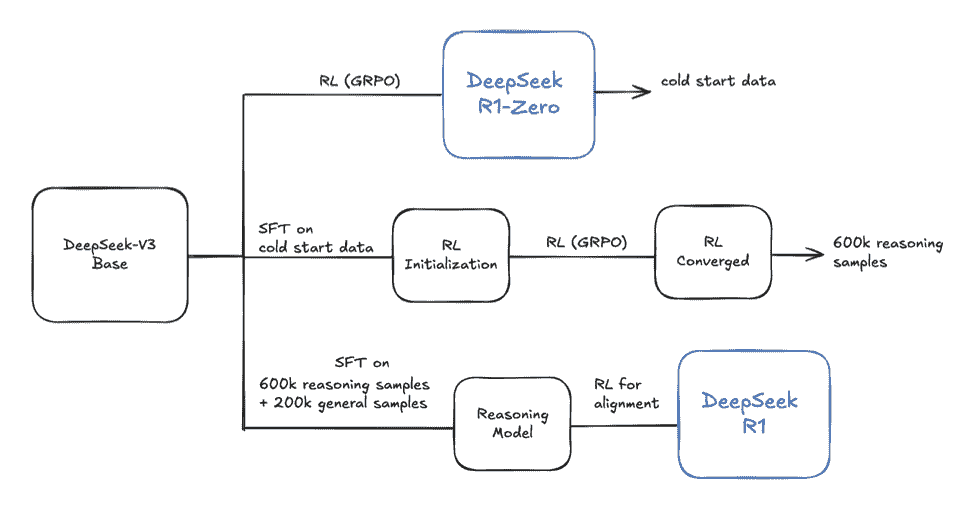 RL (GRPO)
DeepSeek
R1-Zero
cold start data
DeepSeek-V3
Base
SFT on
cold start data
RL
Initialization
RL (GRPO)
RL
Converged
600k reasoning
samples
SFT on
600k reasoning samples
+ 200k general samples
Reasoning
Model
RL for
alignment
DeepSeek
R1